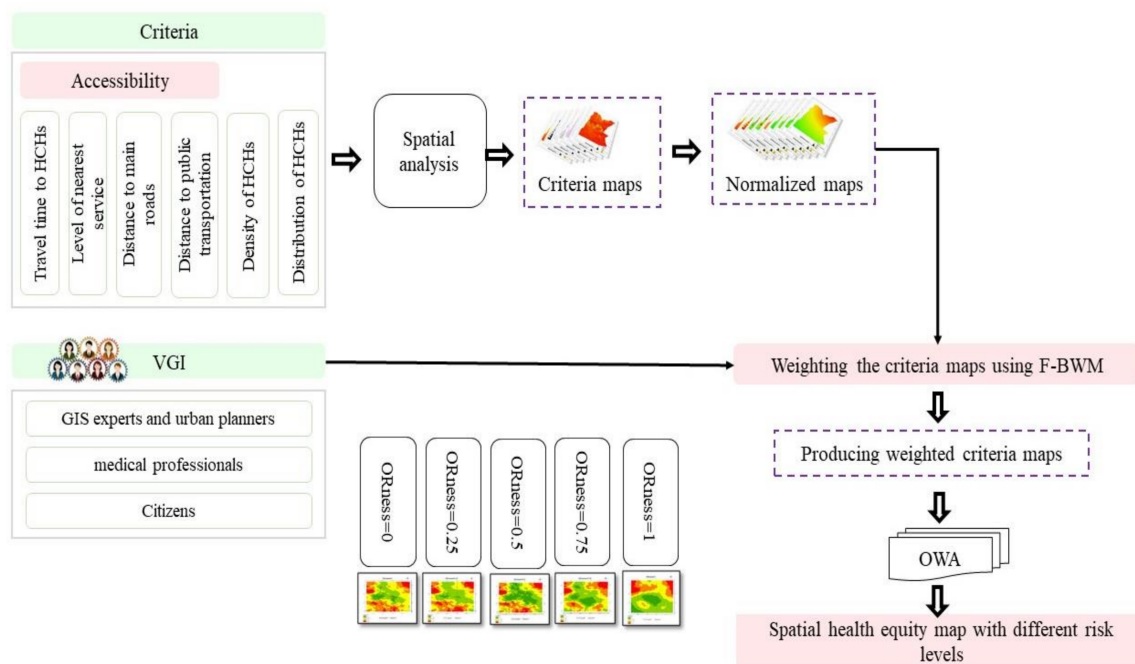 Criteria
Accessibility
Travel time to HCHs
Level of nearest
service
Distance to main
roads
Distance to public
transportation
Density of HCHs
Distribution of HCHs
Spatial
analysis
Criteria maps
Normalized maps
VGI
GIS experts and urban planners
medical professionals
Citizens
Weighting the criteria maps using F-BWM
Producing weighted criteria maps
OWA
Spatial health equity map with different risk
levels
ORness=0
ORness=0.25
ORness=0.5
ORness=0.75
ORness=1